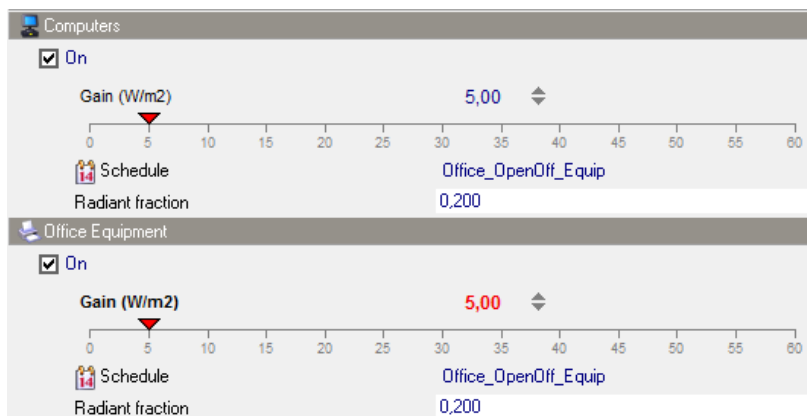 Computers
On
Gain (W/m2) 5,00
0 5 10 15 20 25 30 35 40 45 50 55 60
14 Schedule Office_OpenOff_Equip
Radiant fraction 0,200
Office Equipment
On
Gain (W/m2) 5,00
0 5 10 15 20 25 30 35 40 45 50 55 60
14 Schedule Office_OpenOff_Equip
Radiant fraction 0,200